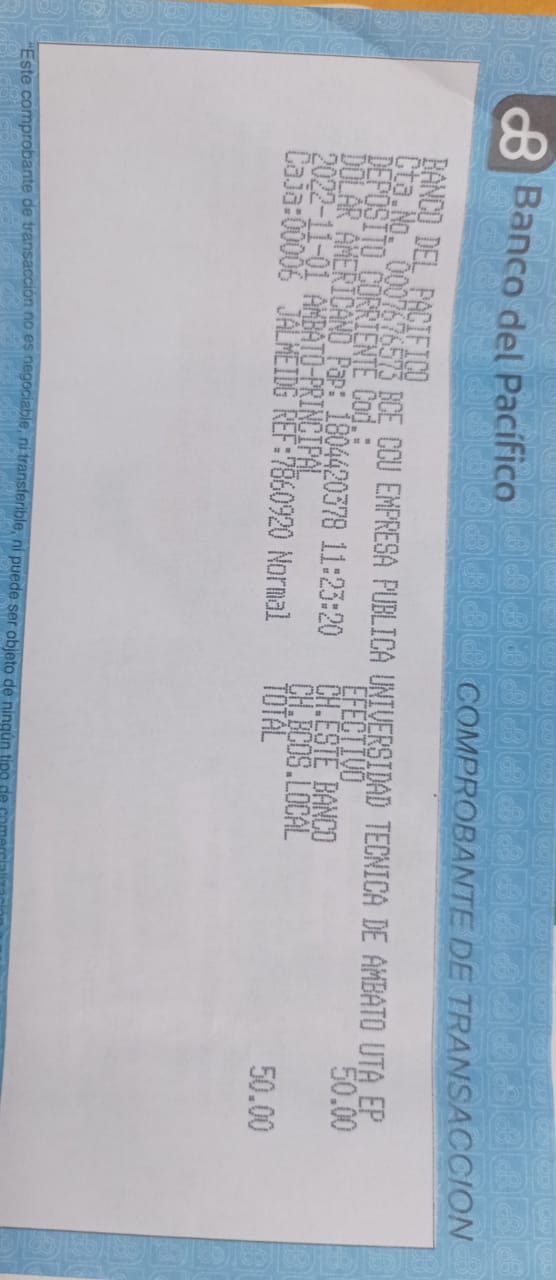 Banco del Pacífico
COMPROBANTE DE TRANSACCION
BANCO DEL PACIFICO
Cta.No. 0007676573 BCE CCU EMPRESA PUBLICA UNIVERSIDAD TECNICA DE AMBATO UTA EP
DEPOSITO CORRIENTE Cod.: EFECTIVO 50.00
DOLAR AMERICANO Pap: 1804420378 11:23:20 CH.ESTE BANCO
2022-11-01 AMBATO-PRINCIPAL CH.BCOS.LOCAL
Caja:00006 JALMEIDG REF:7860920 Normal TOTAL 50.00
"Este comprobante de transacción no es negociable, ni transferible, ni puede ser objeto de ningún tipo de